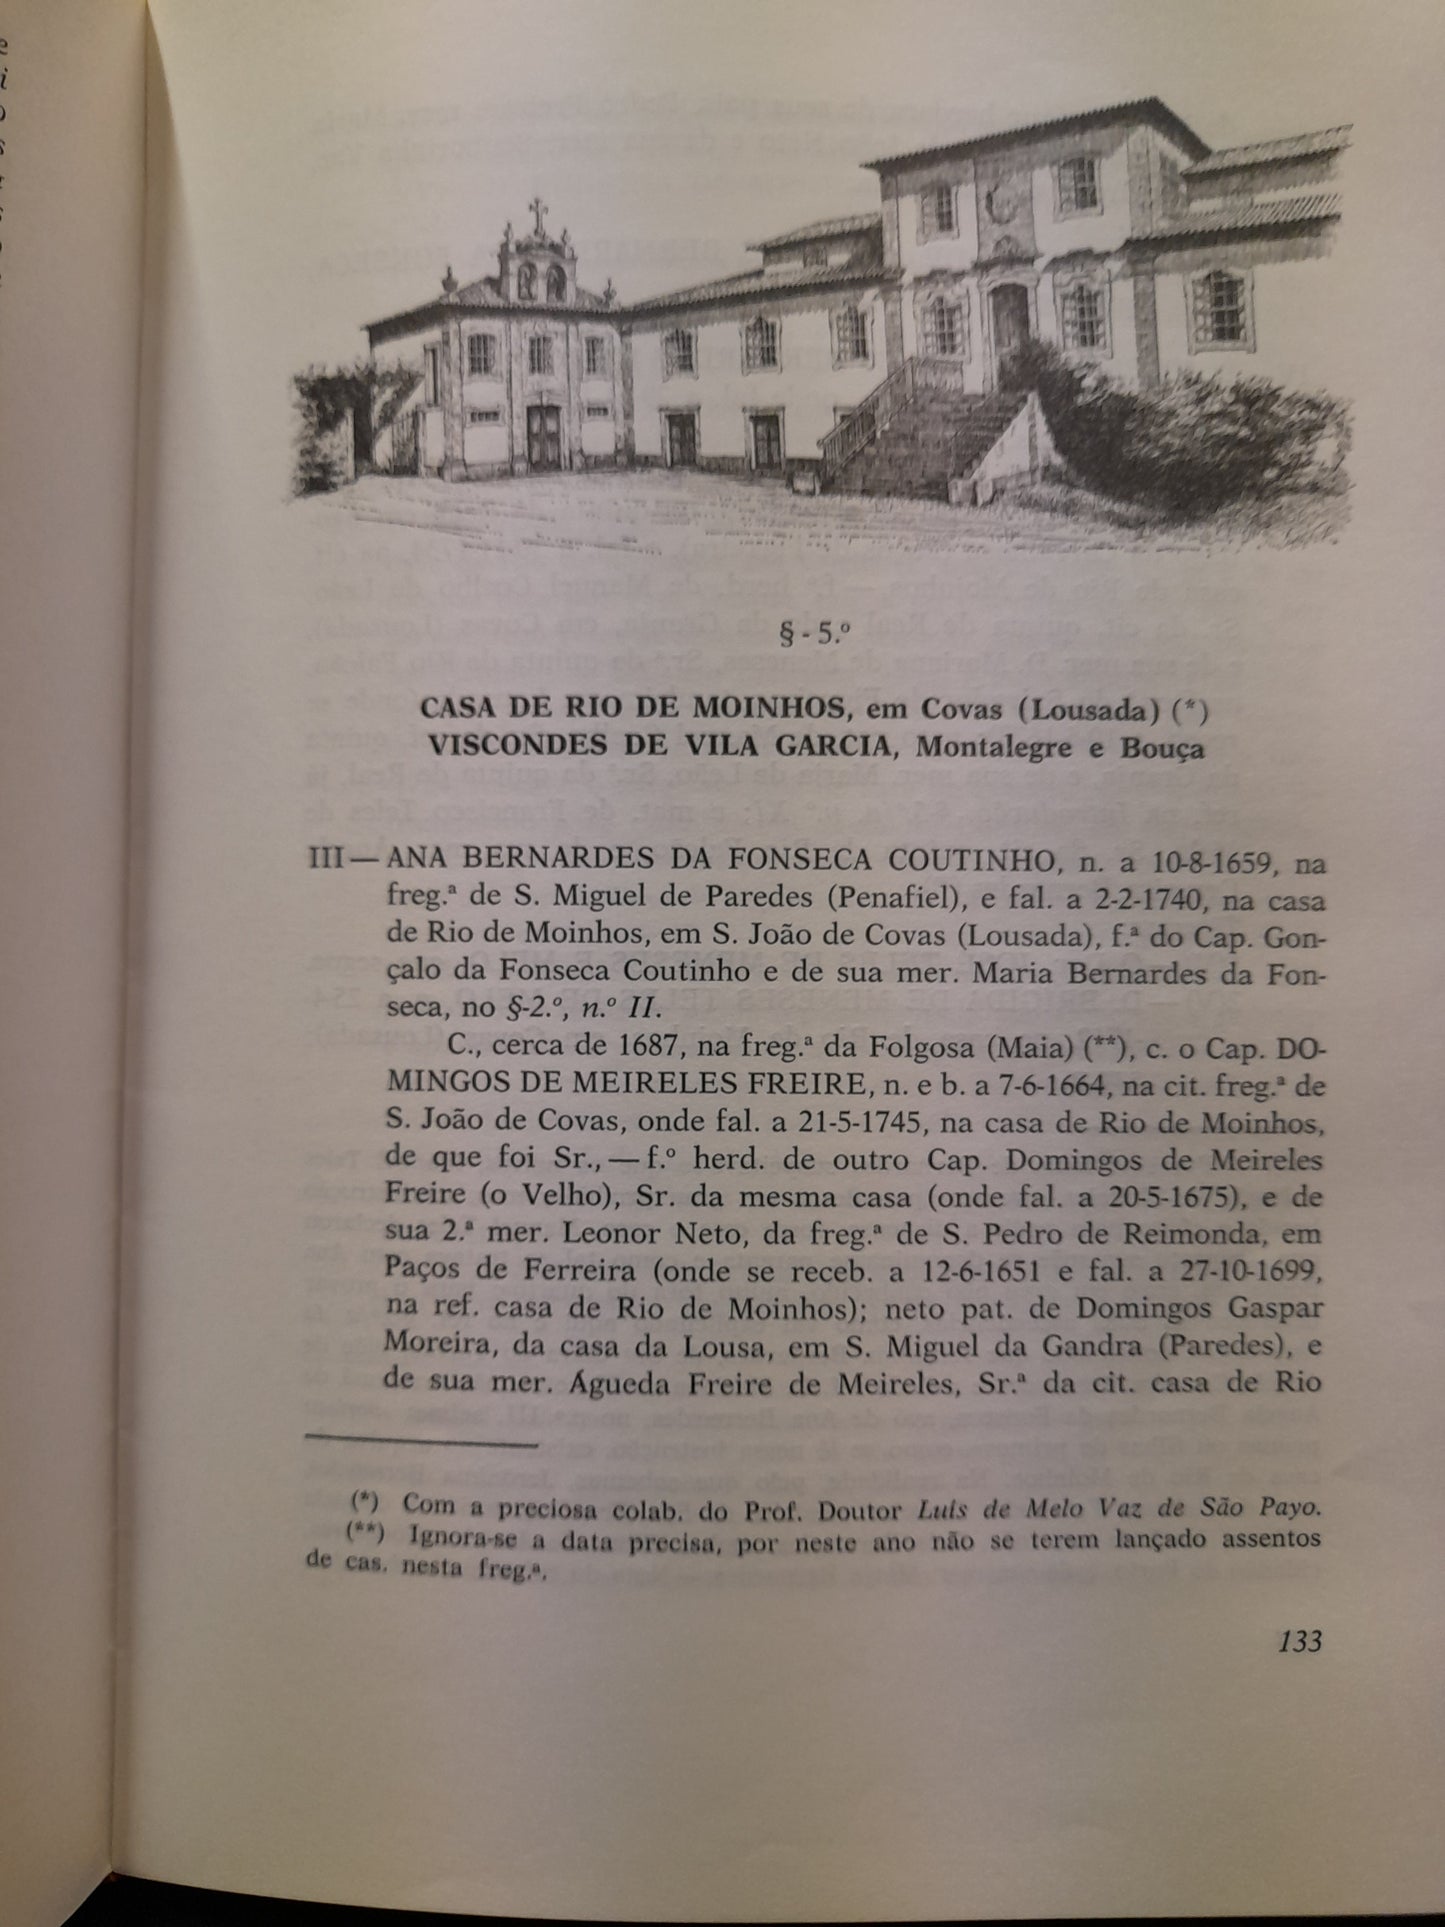 § - 5.º
CASA DE RIO DE MOINHOS, em Covas (Lousada) (*)
VISCONDES DE VILA GARCIA, Montalegre e Bouça
III — ANA BERNARDES DA FONSECA COUTINHO, n. a 10-8-1659, na
freg.ª de S. Miguel de Paredes (Penafiel), e fal. a 2-2-1740, na casa
de Rio de Moinhos, em S. João de Covas (Lousada), f.ª do Cap. Gon-
çalo da Fonseca Coutinho e de sua mer. Maria Bernardes da Fon-
seca, no §-2.º, n.º II.
C., cerca de 1687, na freg.ª da Folgosa (Maia) (**), c. o Cap. DO-
MINGOS DE MEIRELES FREIRE, n. e b. a 7-6-1664, na cit. freg.ª de
S. João de Covas, onde fal. a 21-5-1745, na casa de Rio de Moinhos,
de que foi Sr., — f.º herd. de outro Cap. Domingos de Meireles
Freire (o Velho), Sr. da mesma casa (onde fal. a 20-5-1675), e de
sua 2.ª mer. Leonor Neto, da freg.ª de S. Pedro de Reimonda, em
Paços de Ferreira (onde se receb. a 12-6-1651 e fal. a 27-10-1699,
na ref. casa de Rio de Moinhos); neto pat. de Domingos Gaspar
Moreira, da casa da Lousa, em S. Miguel da Gandra (Paredes), e
de sua mer. Águeda Freire de Meireles, Sr.ª da cit. casa de Rio
(*) Com a preciosa colab. do Prof. Doutor Luís de Melo Vaz de São Payo.
(**) Ignora-se a data precisa, por neste ano não se terem lançado assentos
de cas. nesta freg.ª.
133